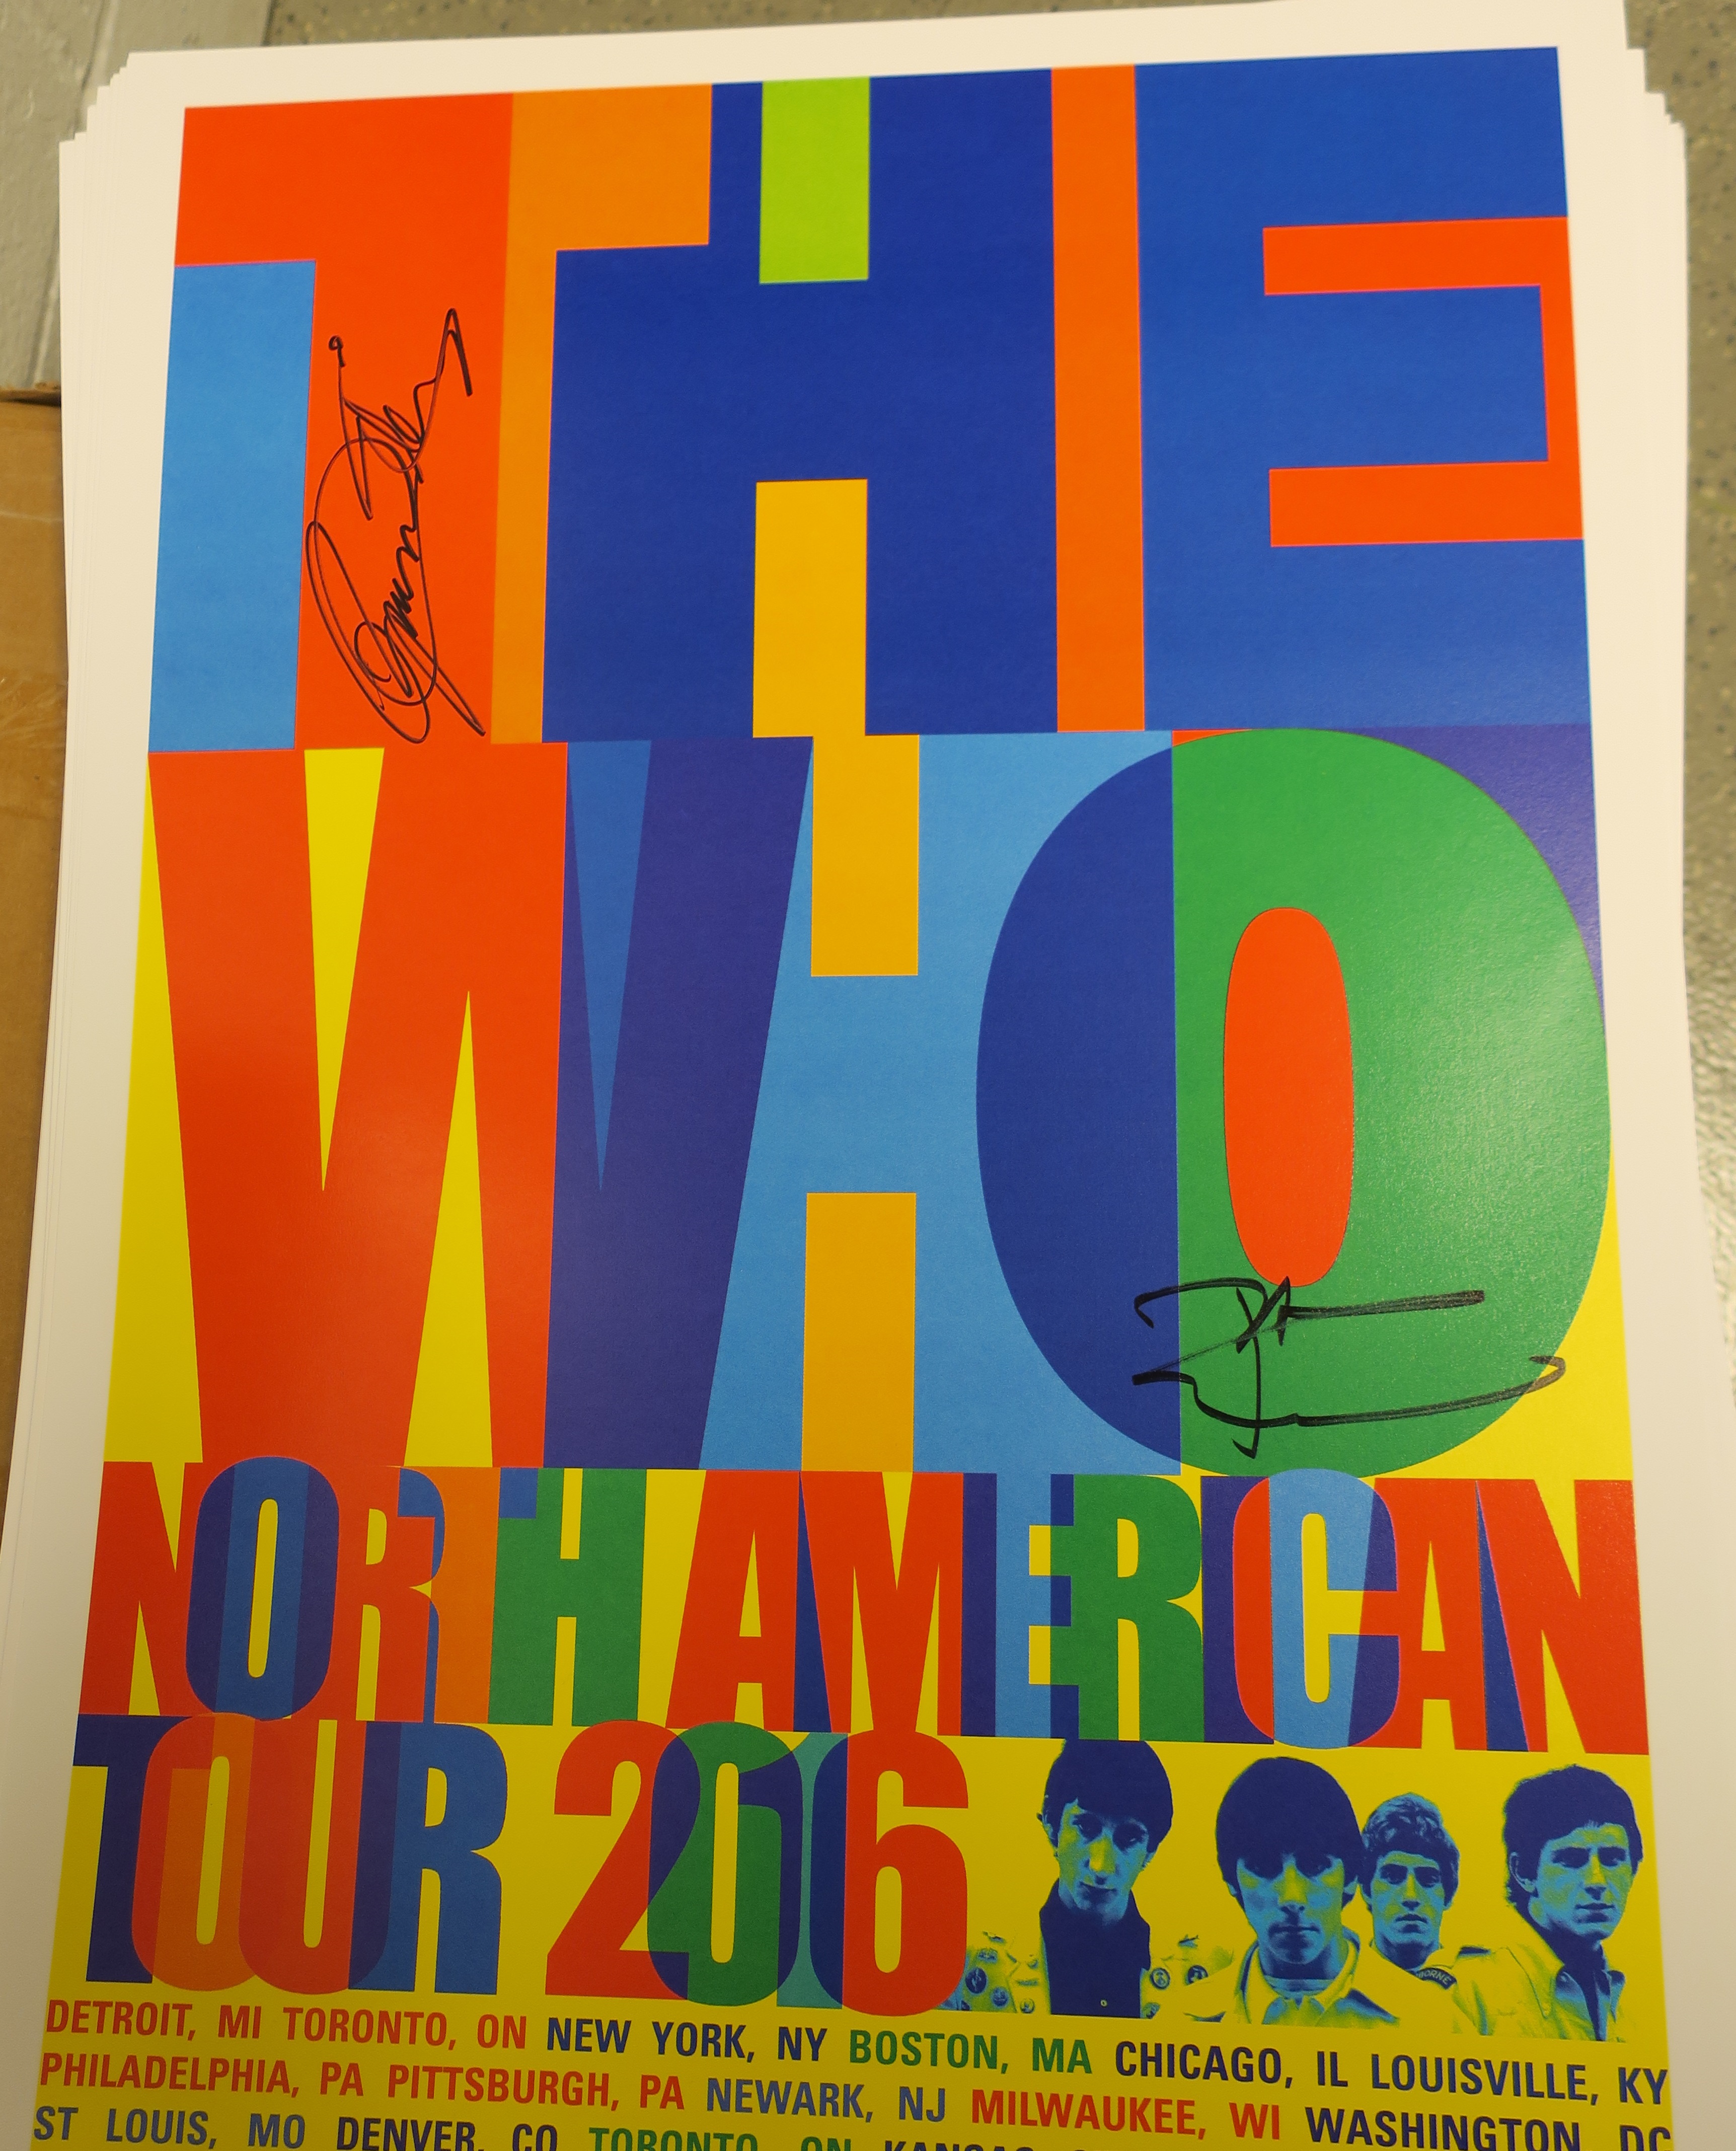 THE
WHO
NORTH AMERICAN
TOUR 2016
DETROIT, MI TORONTO, ON NEW YORK, NY BOSTON, MA CHICAGO, IL LOUISVILLE, KY
PHILADELPHIA, PA PITTSBURGH, PA NEWARK, NJ MILWAUKEE, WI WASHINGTON, DC
ST LOUIS, MO DENVER, CO TORONTO, ON KANSAS